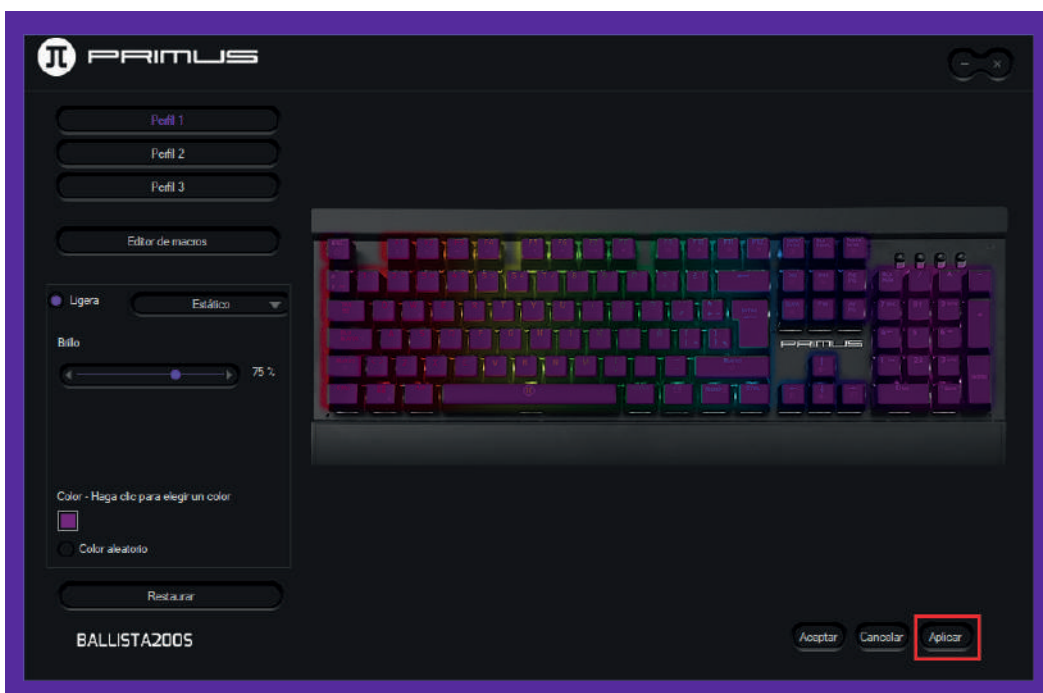 PRIMUS
Perfil 1
Perfil 2
Perfil 3
Editor de macros
Ligera
Estático
Brillo
75 %
Color - Haga clic para elegir un color
Color aleatorio
Restaurar
BALLISTA200S
PRIMUS
Aceptar
Cancelar
Aplicar